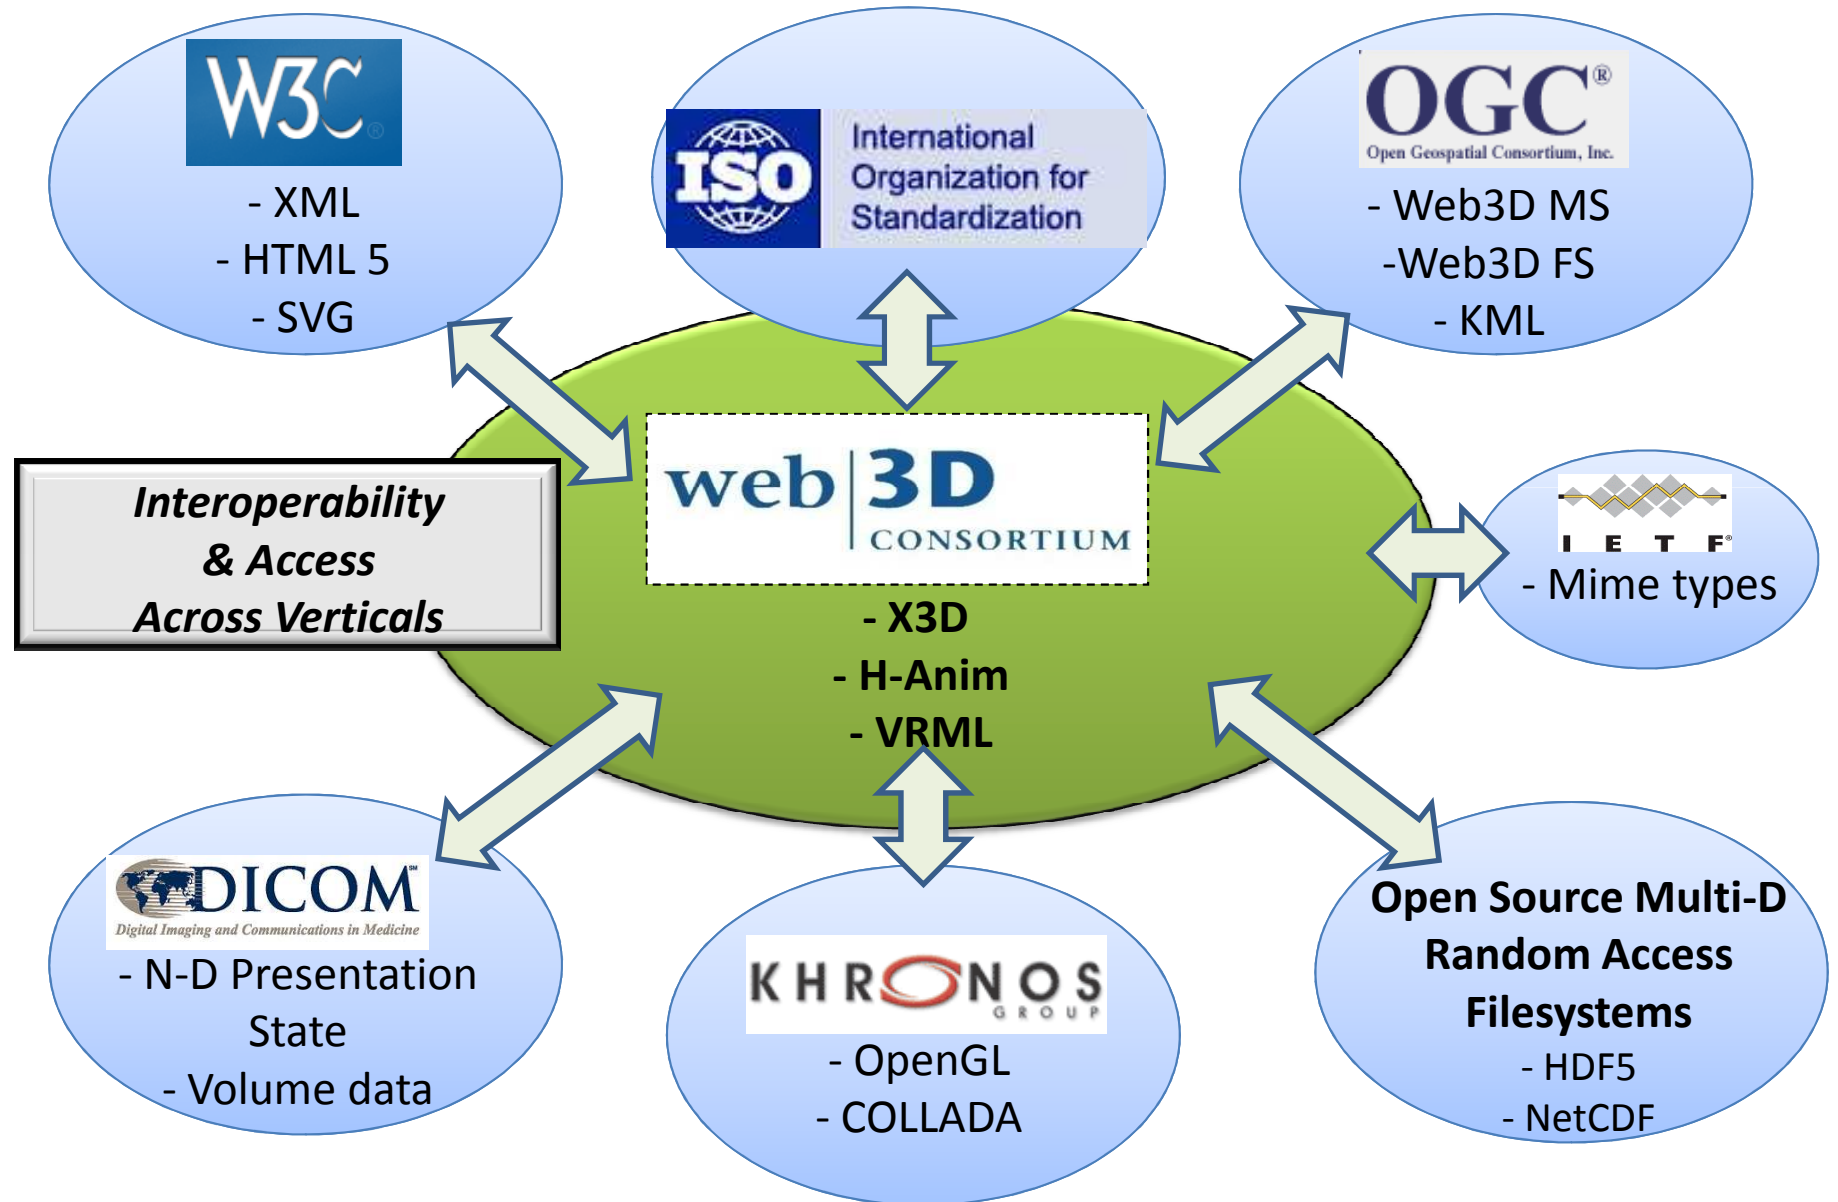 W3C®
- XML
- HTML 5
- SVG
ISO
International
Organization for
Standardization
OGC®
Open Geospatial Consortium, Inc.
- Web3D MS
-Web3D FS
- KML
Interoperability
& Access
Across Verticals
web|3D
CONSORTIUM
- X3D
- H-Anim
- VRML
I E T F®
- Mime types
DICOM℠
Digital Imaging and Communications in Medicine
- N-D Presentation
State
- Volume data
KHRONOS
GROUP
- OpenGL
- COLLADA
Open Source Multi-D
Random Access
Filesystems
- HDF5
- NetCDF